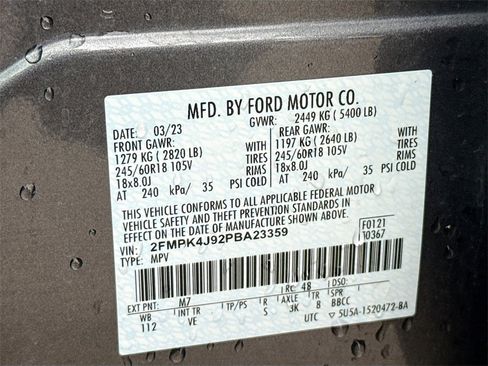 MFD. BY FORD MOTOR CO.
DATE: 03/23 GVWR: 2449 KG ( 5400 LB)
FRONT GAWR: REAR GAWR:
1279 KG ( 2820 LB) WITH 1197 KG ( 2640 LB) WITH
245/60R18 105V TIRES 245/60R18 105V TIRES
18x8.0J RIMS 18x8.0J RIMS
AT 240 kPa/ 35 PSI COLD AT 240 kPa/ 35 PSI COLD
THIS VEHICLE CONFORMS TO ALL APPLICABLE FEDERAL MOTOR
VEHICLE SAFETY AND THEFT PREVENTION STANDARDS IN EFFECT
ON THE DATE OF MANUFACTURE SHOWN ABOVE.
VIN: 2FMPK4J92PBA23359 F0121
TYPE: MPV T0367
EXT PNT: M7 RC: 48 DSO:
WB INT TR TP/PS R AXLE TR SPR
112 VE S 3K 8 BBCC
UTC ▽ 5U5A-1520472-BA